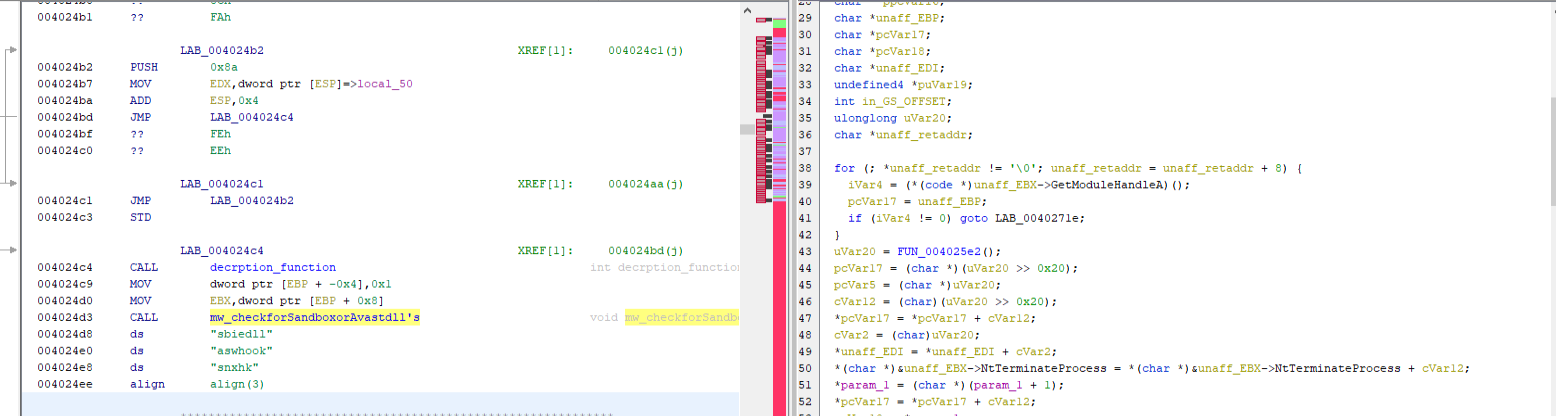 004024b1 ?? FAh
LAB_004024b2 XREF[1]: 004024c1(j)
004024b2 PUSH 0x8a
004024b7 MOV EDX,dword ptr [ESP]=>local_50
004024ba ADD ESP,0x4
004024bd JMP LAB_004024c4
004024bf ?? FEh
004024c0 ?? EEh
LAB_004024c1 XREF[1]: 004024aa(j)
004024c1 JMP LAB_004024b2
004024c3 STD
LAB_004024c4 XREF[1]: 004024bd(j)
004024c4 CALL decrption_function int decrption_function
004024c9 MOV dword ptr [EBP + -0x4],0x1
004024d0 MOV EBX,dword ptr [EBP + 0x8]
004024d3 CALL mw_checkforSandboxorAvastdll's void mw_checkforSandb
004024d8 ds "sbiedll"
004024e0 ds "aswhook"
004024e8 ds "snxhk"
004024ee align align(3)
***************************************************************
29 char *unaff_EBP;
30 char *pcVar17;
31 char *pcVar18;
32 char *unaff_EDI;
33 undefined4 *puVar19;
34 int in_GS_OFFSET;
35 ulonglong uVar20;
36 char *unaff_retaddr;
37
38 for (; *unaff_retaddr != '\0'; unaff_retaddr = unaff_retaddr + 8) {
39 iVar4 = (*(code *)unaff_EBX->GetModuleHandleA)();
40 pcVar17 = unaff_EBP;
41 if (iVar4 != 0) goto LAB_0040271e;
42 }
43 uVar20 = FUN_004025e2();
44 pcVar17 = (char *)(uVar20 >> 0x20);
45 pcVar5 = (char *)uVar20;
46 cVar12 = (char)(uVar20 >> 0x20);
47 *pcVar17 = *pcVar17 + cVar12;
48 cVar2 = (char)uVar20;
49 *unaff_EDI = *unaff_EDI + cVar2;
50 *(char *)&unaff_EBX->NtTerminateProcess = *(char *)&unaff_EBX->NtTerminateProcess + cVar12;
51 *param_1 = (char *)(param_1 + 1);
52 *pcVar17 = *pcVar17 + cVar12;